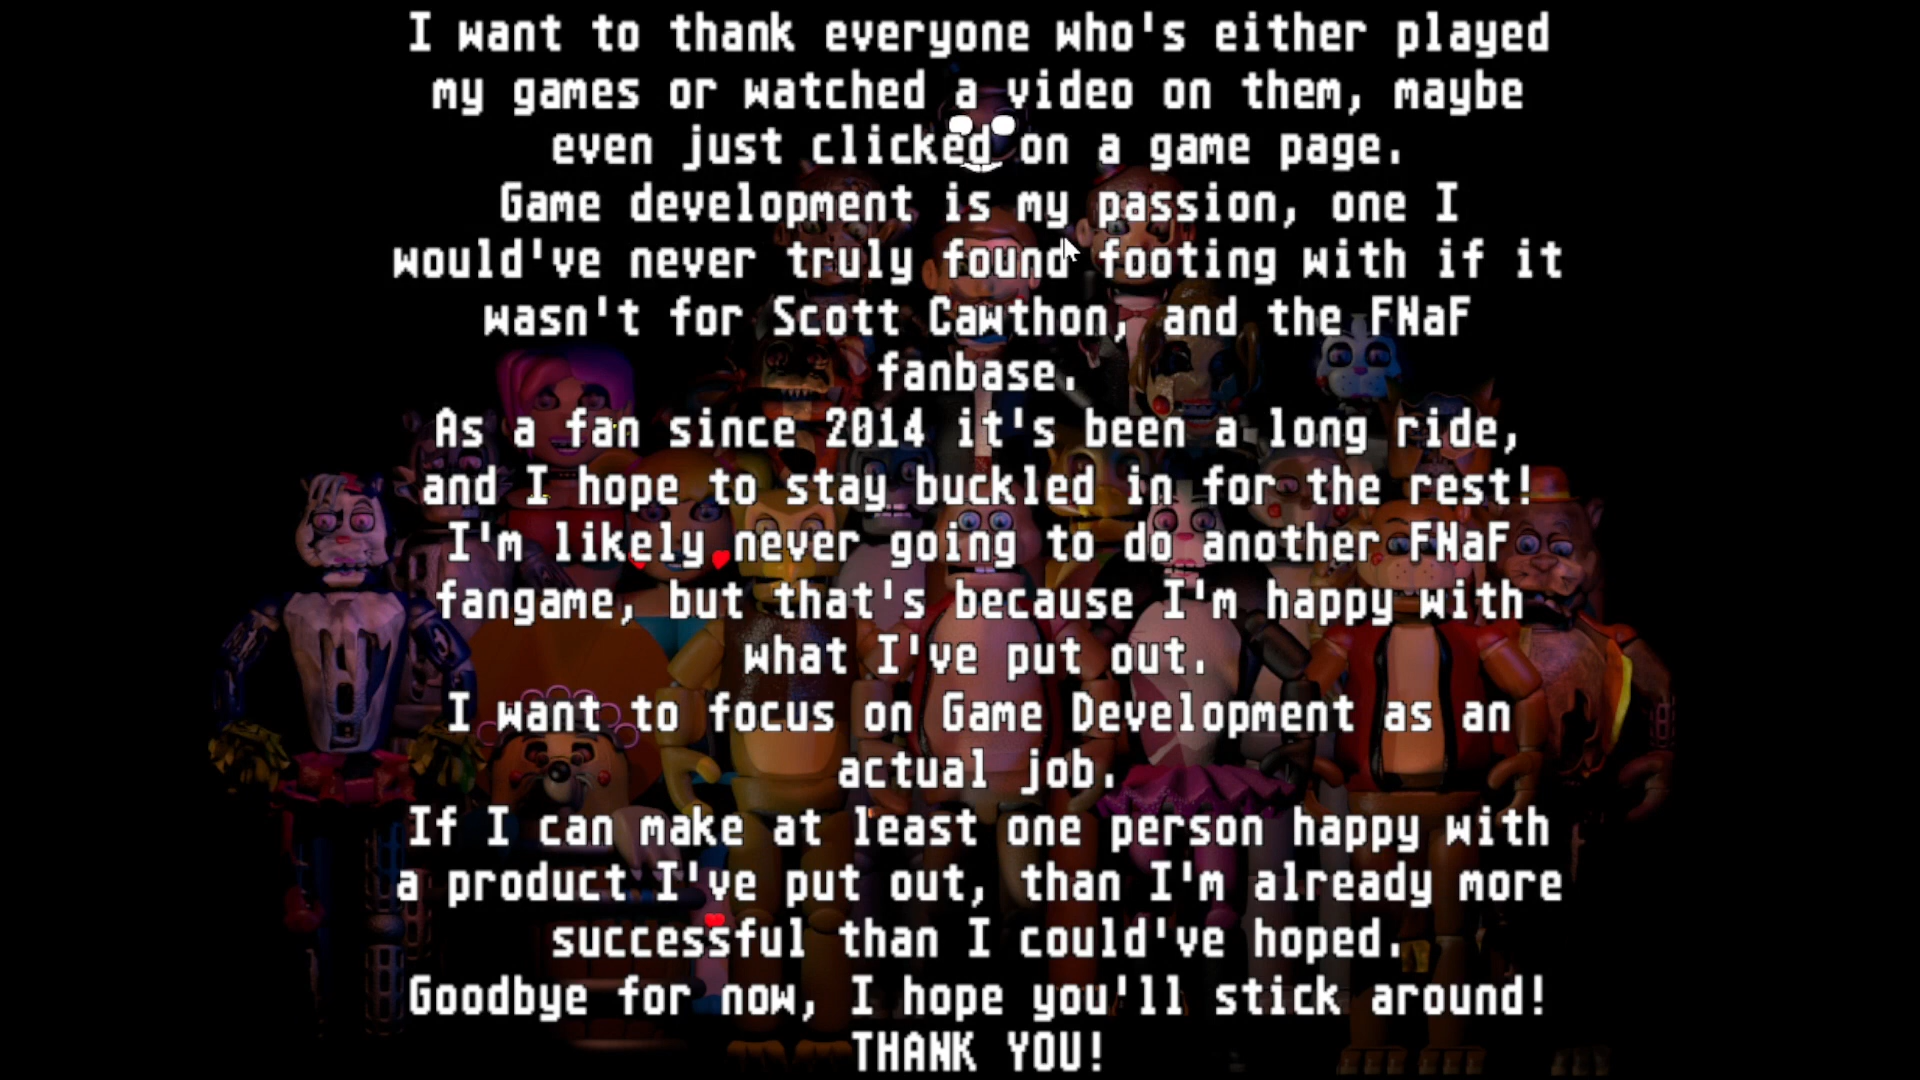 I want to thank everyone who's either played
my games or watched a video on them, maybe
even just clicked on a game page.
Game development is my passion, one I
would've never truly found footing with if it
wasn't for Scott Cawthon, and the FNaF
fanbase.
As a fan since 2014 it's been a long ride,
and I hope to stay buckled in for the rest!
I'm likely never going to do another FNaF
fangame, but that's because I'm happy with
what I've put out.
I want to focus on Game Development as an
actual job.
If I can make at least one person happy with
a product I've put out, than I'm already more
successful than I could've hoped.
Goodbye for now, I hope you'll stick around!
THANK YOU!